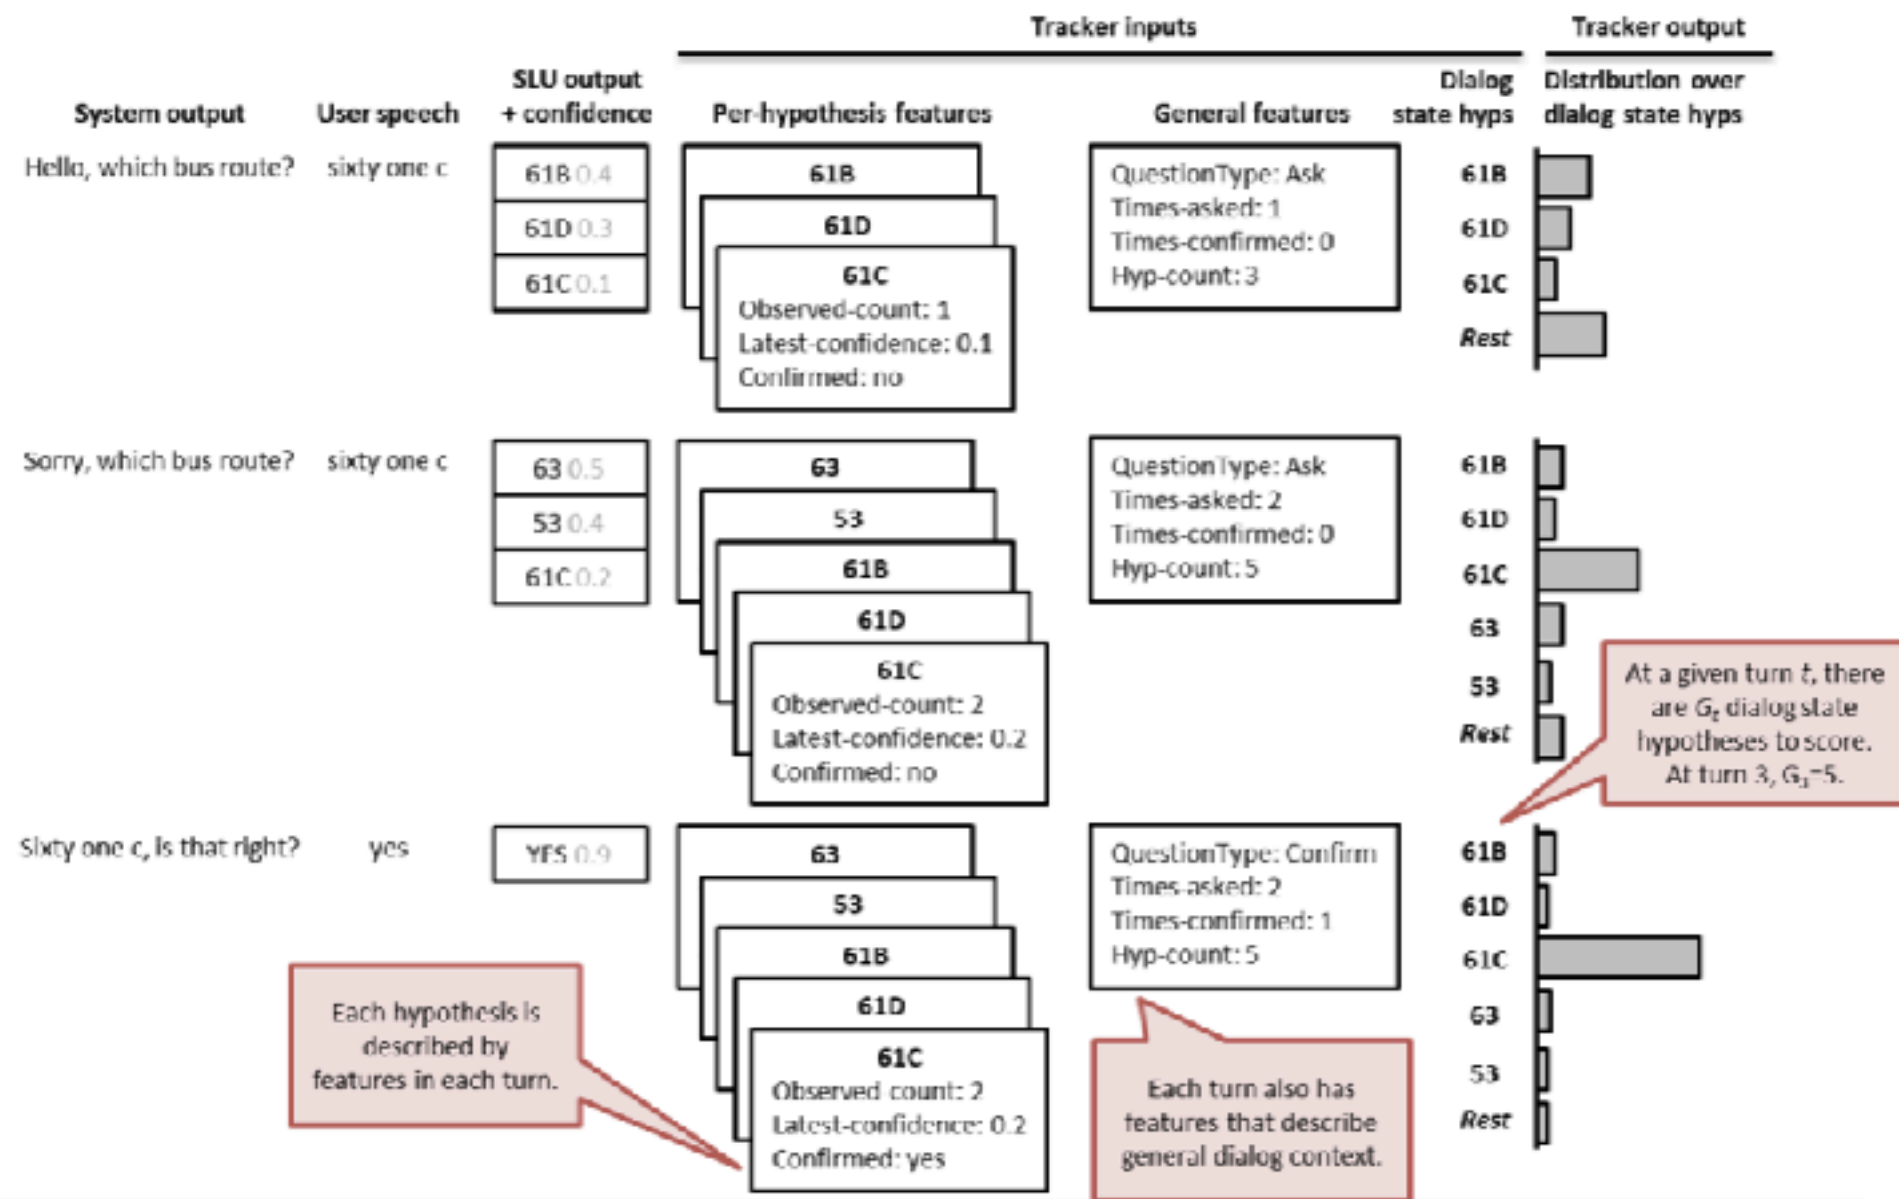 Tracker inputs
Tracker output
System output
User speech
SLU output
+ confidence
Per-hypothesis features
General features
Dialog
state hyps
Distribution over
dialog state hyps
Hello, which bus route?
sixty one c
61B 0.4
61D 0.3
61C 0.1
61B
61D
61C
Observed-count: 1
Latest-confidence: 0.1
Confirmed: no
QuestionType: Ask
Times-asked: 1
Times-confirmed: 0
Hyp-count: 3
61B
61D
61C
Rest
Sorry, which bus route?
sixty one c
63 0.5
53 0.4
61C 0.2
63
53
61B
61D
61C
Observed-count: 2
Latest-confidence: 0.2
Confirmed: no
QuestionType: Ask
Times-asked: 2
Times-confirmed: 0
Hyp-count: 5
61B
61D
61C
63
53
Rest
At a given turn t, there
are Gt dialog state
hypotheses to score.
At turn 3, G3=5.
Sixty one c, is that right?
yes
YES 0.9
63
53
61B
61D
61C
Observed count: 2
Latest-confidence: 0.2
Confirmed: yes
QuestionType: Confirm
Times-asked: 2
Times-confirmed: 1
Hyp-count: 5
61B
61D
61C
63
53
Rest
Each hypothesis is
described by
features in each turn.
Each turn also has
features that describe
general dialog context.